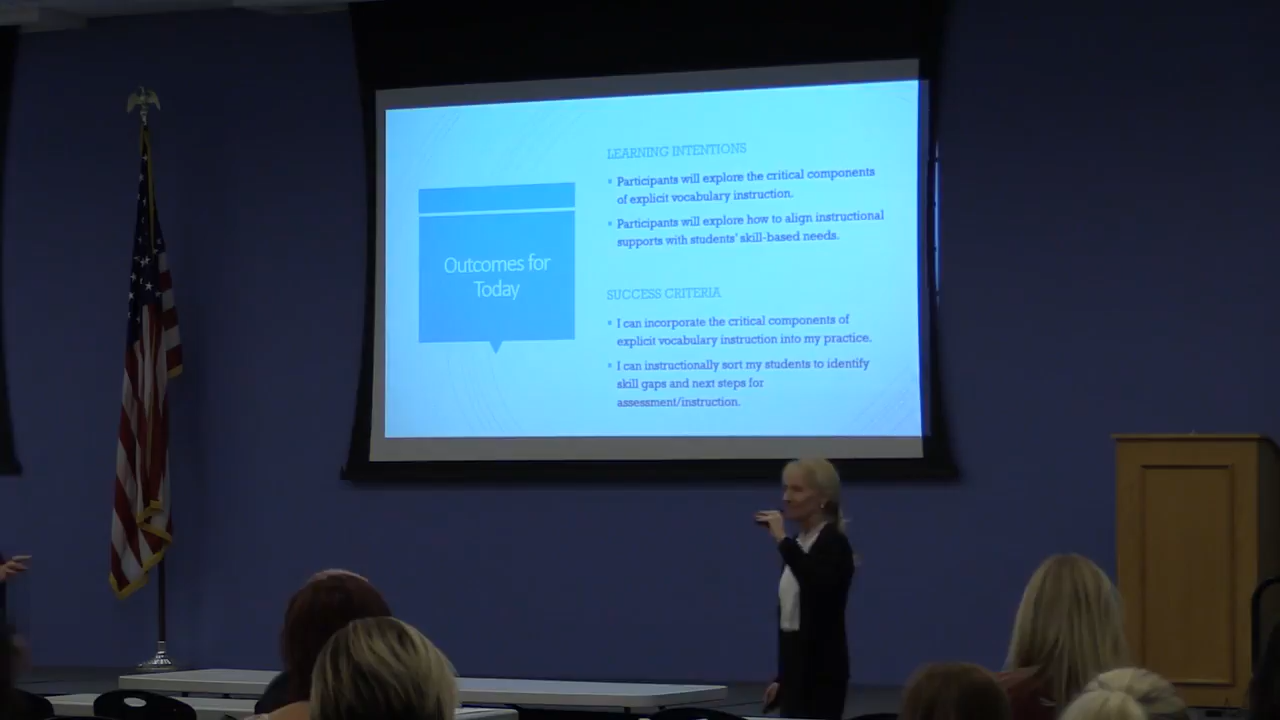 Outcomes for
Today
LEARNING INTENTIONS
Participants will explore the critical components
of explicit vocabulary instruction.
Participants will explore how to align instructional
supports with students' skill-based needs.
SUCCESS CRITERIA
I can incorporate the critical components of
explicit vocabulary instruction into my practice.
I can instructionally sort my students to identify
skill gaps and next steps for
assessment/instruction.